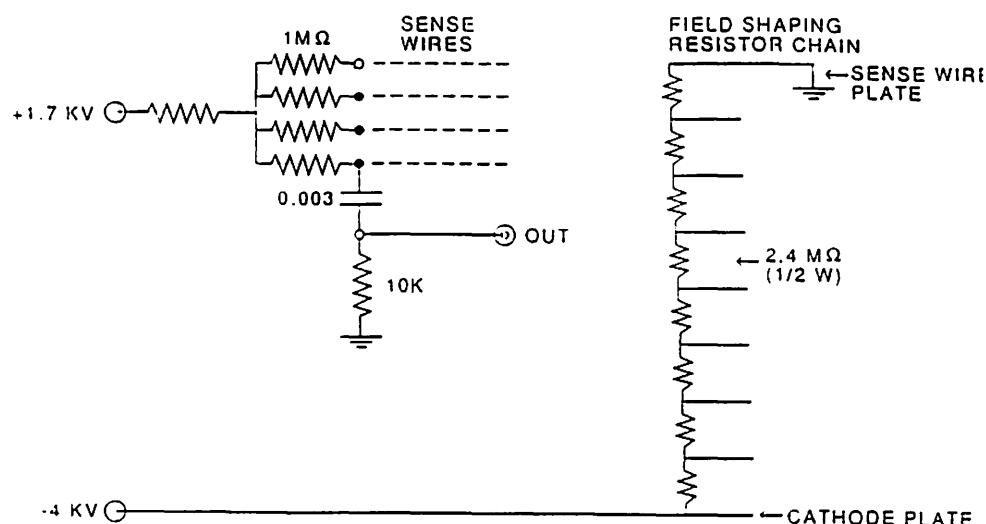 1MΩ
SENSE
WIRES
+1.7 KV
0.003
OUT
10K
FIELD SHAPING
RESISTOR CHAIN
←SENSE WIRE
PLATE
← 2.4 MΩ
(1/2 W)
-4 KV
←CATHODE PLATE